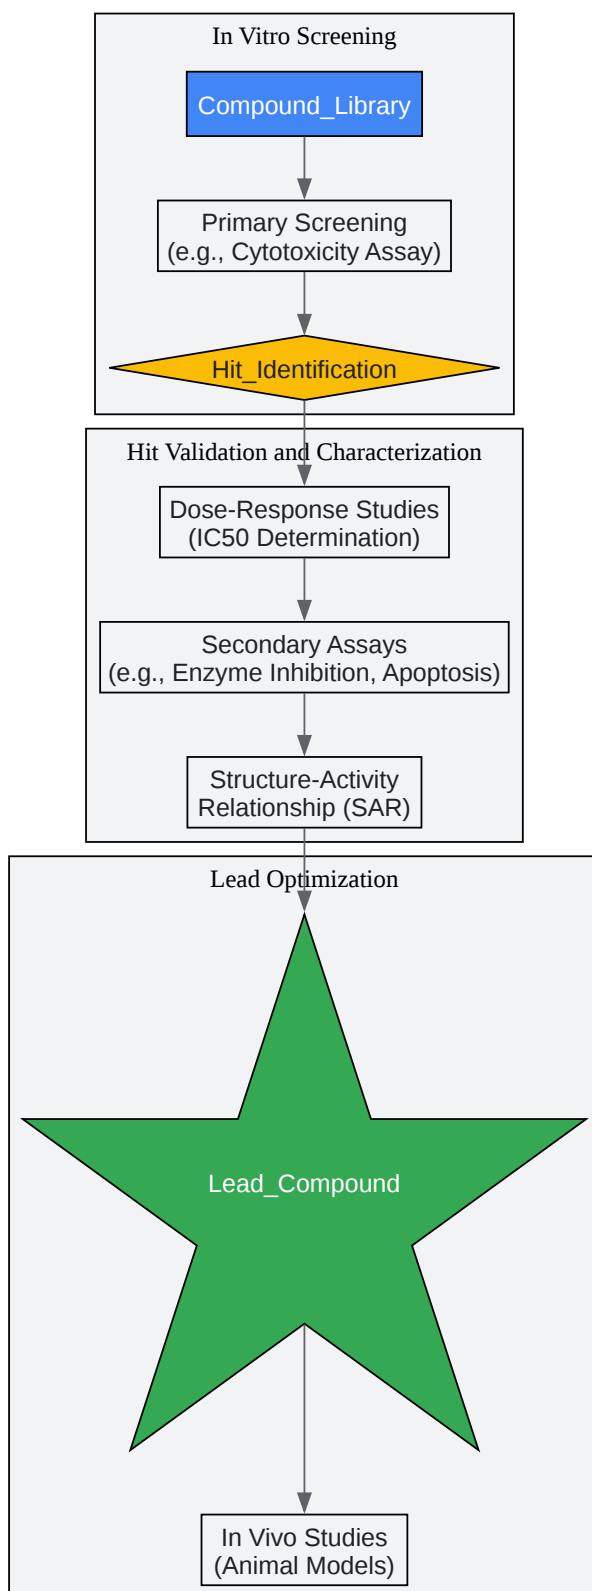 In Vitro Screening
Compound_Library
Primary Screening
(e.g., Cytotoxicity Assay)
Hit_Identification
Hit Validation and Characterization
Dose-Response Studies
(IC50 Determination)
Secondary Assays
(e.g., Enzyme Inhibition, Apoptosis)
Structure-Activity
Relationship (SAR)
Lead Optimization
Lead_Compound
In Vivo Studies
(Animal Models)